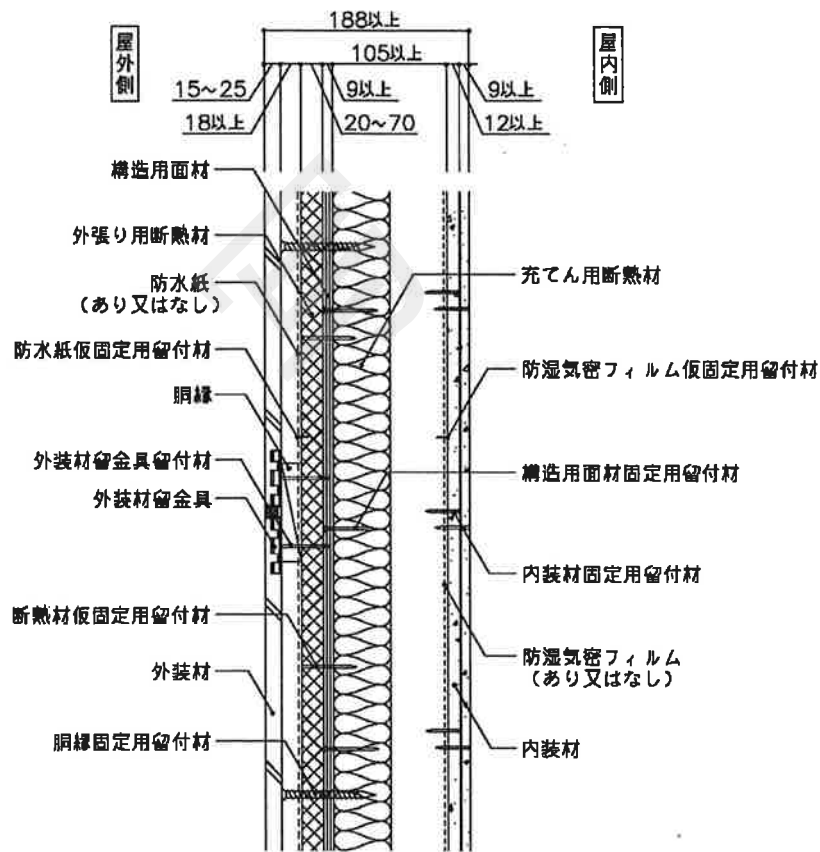 188以上
屋外側
105以上
屋内側
15~25
9以上
9以上
18以上
20~70
12以上
構造用面材
外張り用断熱材
防水紙
(あり又はなし)
防水紙仮固定用留付材
胴縁
外装材留金具留付材
外装材留金具
断熱材仮固定用留付材
外装材
胴縁固定用留付材
充てん用断熱材
防湿気密フィルム仮固定用留付材
構造用面材固定用留付材
内装材固定用留付材
防湿気密フィルム
(あり又はなし)
内装材